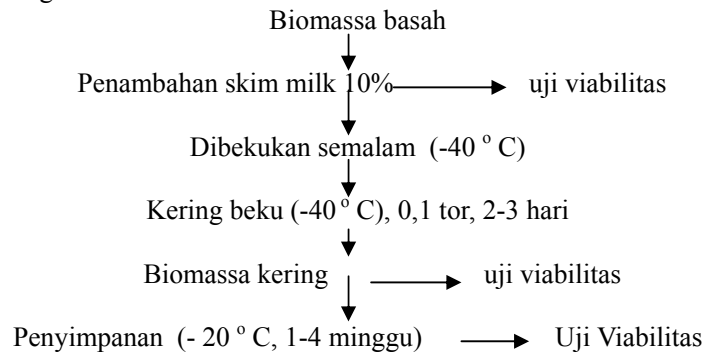 Biomassa basah
Penambahan skim milk 10% uji viabilitas
Dibekukan semalam (-40 ° C)
Kering beku (-40 ° C), 0,1 tor, 2-3 hari
Biomassa kering uji viabilitas
Penyimpanan (- 20 ° C, 1-4 minggu) Uji Viabilitas